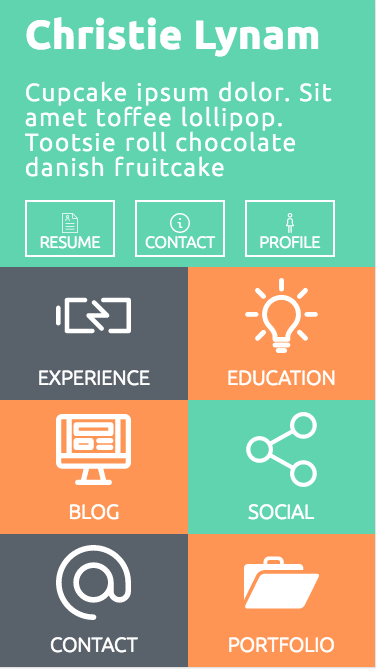 Christie Lynam
Cupcake ipsum dolor. Sit
amet toffee lollipop.
Tootsie roll chocolate
danish fruitcake
RESUME CONTACT PROFILE
EXPERIENCE EDUCATION
BLOG SOCIAL
CONTACT PORTFOLIO